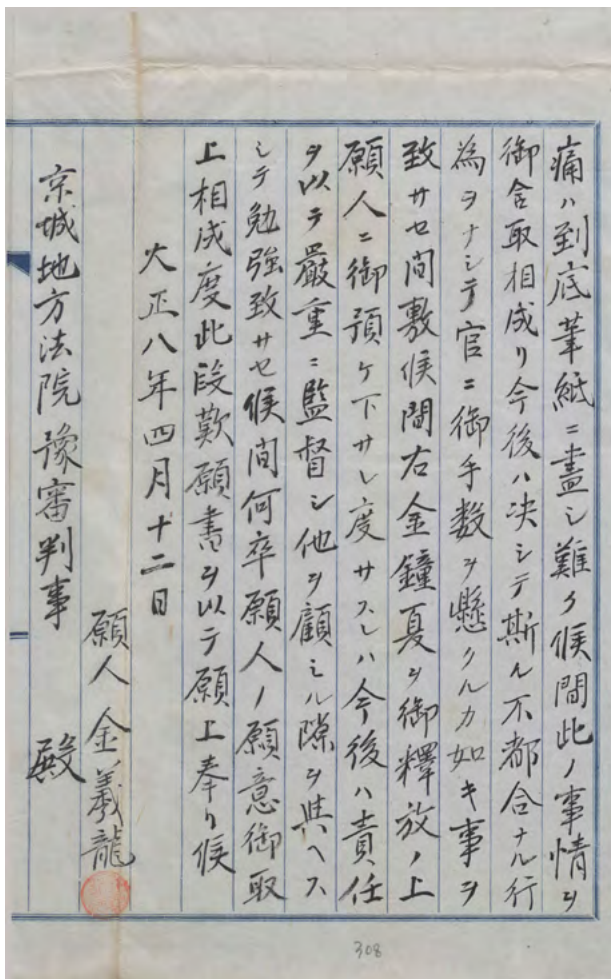 痛ハ到底筆紙ニ盡シ難ク候間此ノ事情ヲ
御含取相成リ今後ハ決シテ斯ル不都合ナル行
為ヲナシテ官ニ御手数ヲ懸クルカ如キ事ヲ
致サセ間敷候間右金鐘夏ヲ御釋放ノ上
願人ニ御預ケ下サレ度サスレハ今後ハ責任
ヲ以テ嚴重ニ監督シ他ヲ顧ミル隙ヲ與ヘス
シテ勉強致サセ候間何卒願人ノ願意御取
上相成度此段歎願書ヲ以テ願上奉リ候
大正八年四月十二日
願人 金羲龍
京城地方法院豫審判事 殿
308